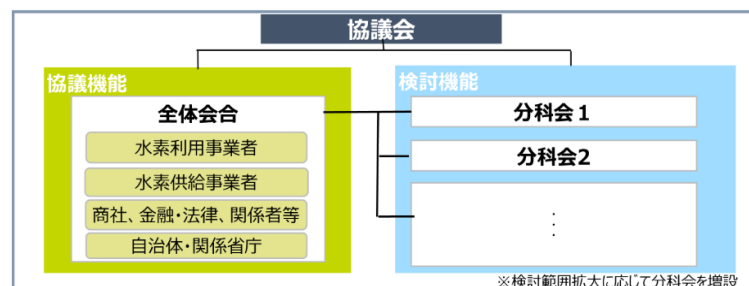 協議会
協議機能
全体会合
水素利用事業者
水素供給事業者
商社、金融・法律、関係者等
自治体・関係省庁
検討機能
分科会1
分科会2
⋮
※検討範囲拡大に応じて分科会を増設